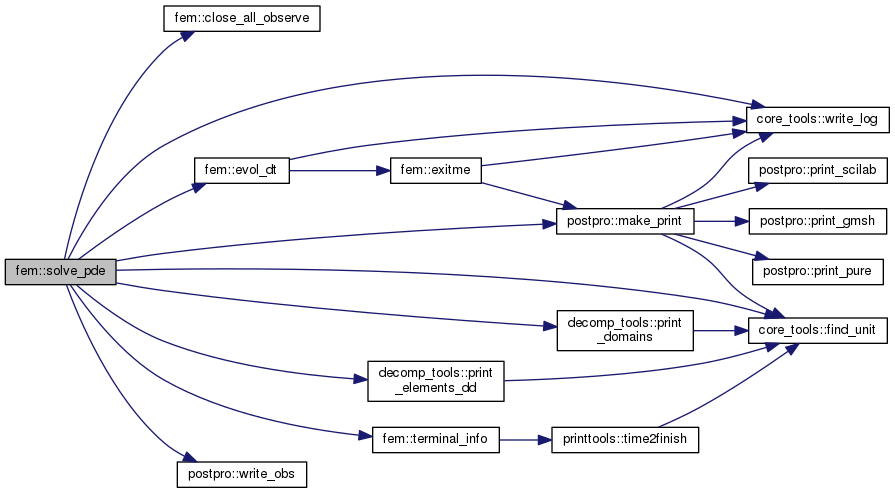 fem::close_all_observe
core_tools::write_log
fem::evol_dt
fem::exitme
postpro::print_scilab
postpro::make_print
postpro::print_gmsh
fem::solve_pde
postpro::print_pure
decomp_tools::print
_domains
core_tools::find_unit
decomp_tools::print
_elements_dd
fem::terminal_info
printtools::time2finish
postpro::write_obs